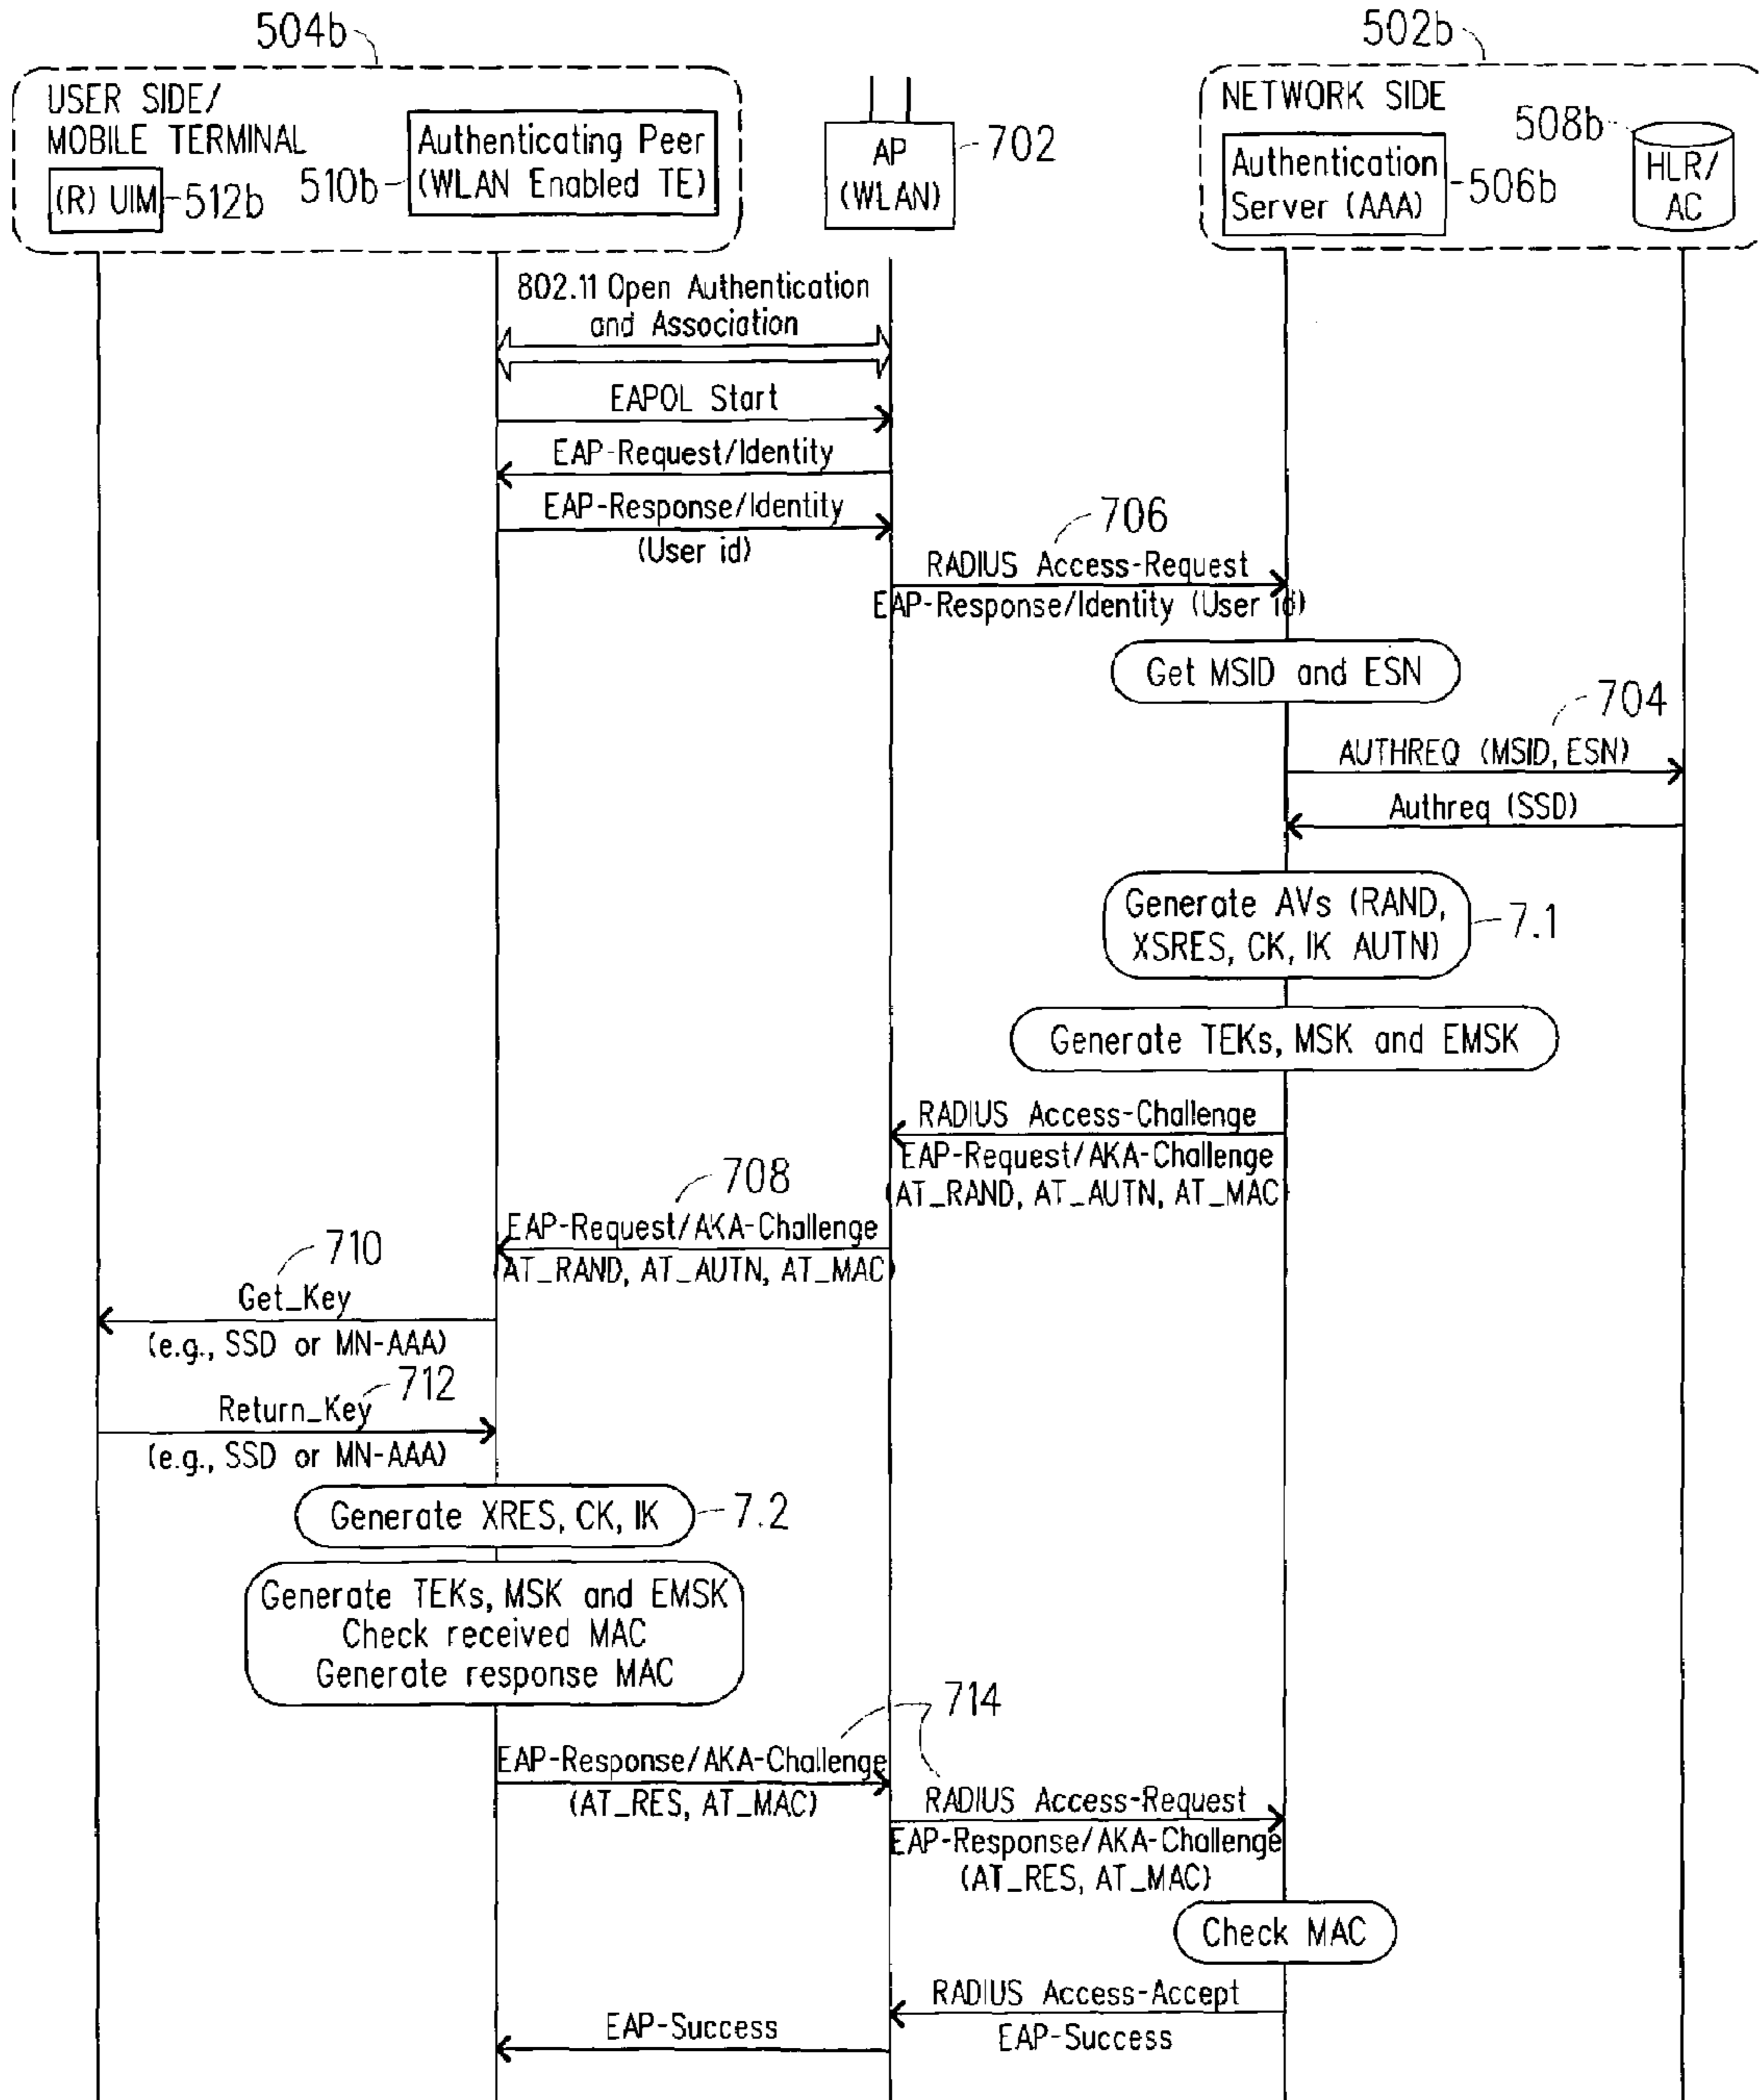 504b
502b
USER SIDE/
MOBILE TERMINAL
(R) UIM
512b
510b
Authenticating Peer
(WLAN Enabled TE)
AP
(WLAN)
702
NETWORK SIDE
Authentication
Server (AAA)
506b
508b
HLR/
AC
802.11 Open Authentication
and Association
EAPOL Start
EAP-Request/Identity
EAP-Response/Identity
(User id)
706
RADIUS Access-Request
EAP-Response/Identity (User id)
Get MSID and ESN
704
AUTHREQ (MSID, ESN)
Authreq (SSD)
Generate AVs (RAND,
XSRES, CK, IK AUTN)
7.1
Generate TEKs, MSK and EMSK
RADIUS Access-Challenge
EAP-Request/AKA-Challenge
(AT_RAND, AT_AUTN, AT_MAC)
708
EAP-Request/AKA-Challenge
(AT_RAND, AT_AUTN, AT_MAC)
710
Get_Key
(e.g., SSD or MN-AAA)
712
Return_Key
(e.g., SSD or MN-AAA)
Generate XRES, CK, IK
7.2
Generate TEKs, MSK and EMSK
Check received MAC
Generate response MAC
714
EAP-Response/AKA-Challenge
(AT_RES, AT_MAC)
RADIUS Access-Request
EAP-Response/AKA-Challenge
(AT_RES, AT_MAC)
Check MAC
RADIUS Access-Accept
EAP-Success
EAP-Success